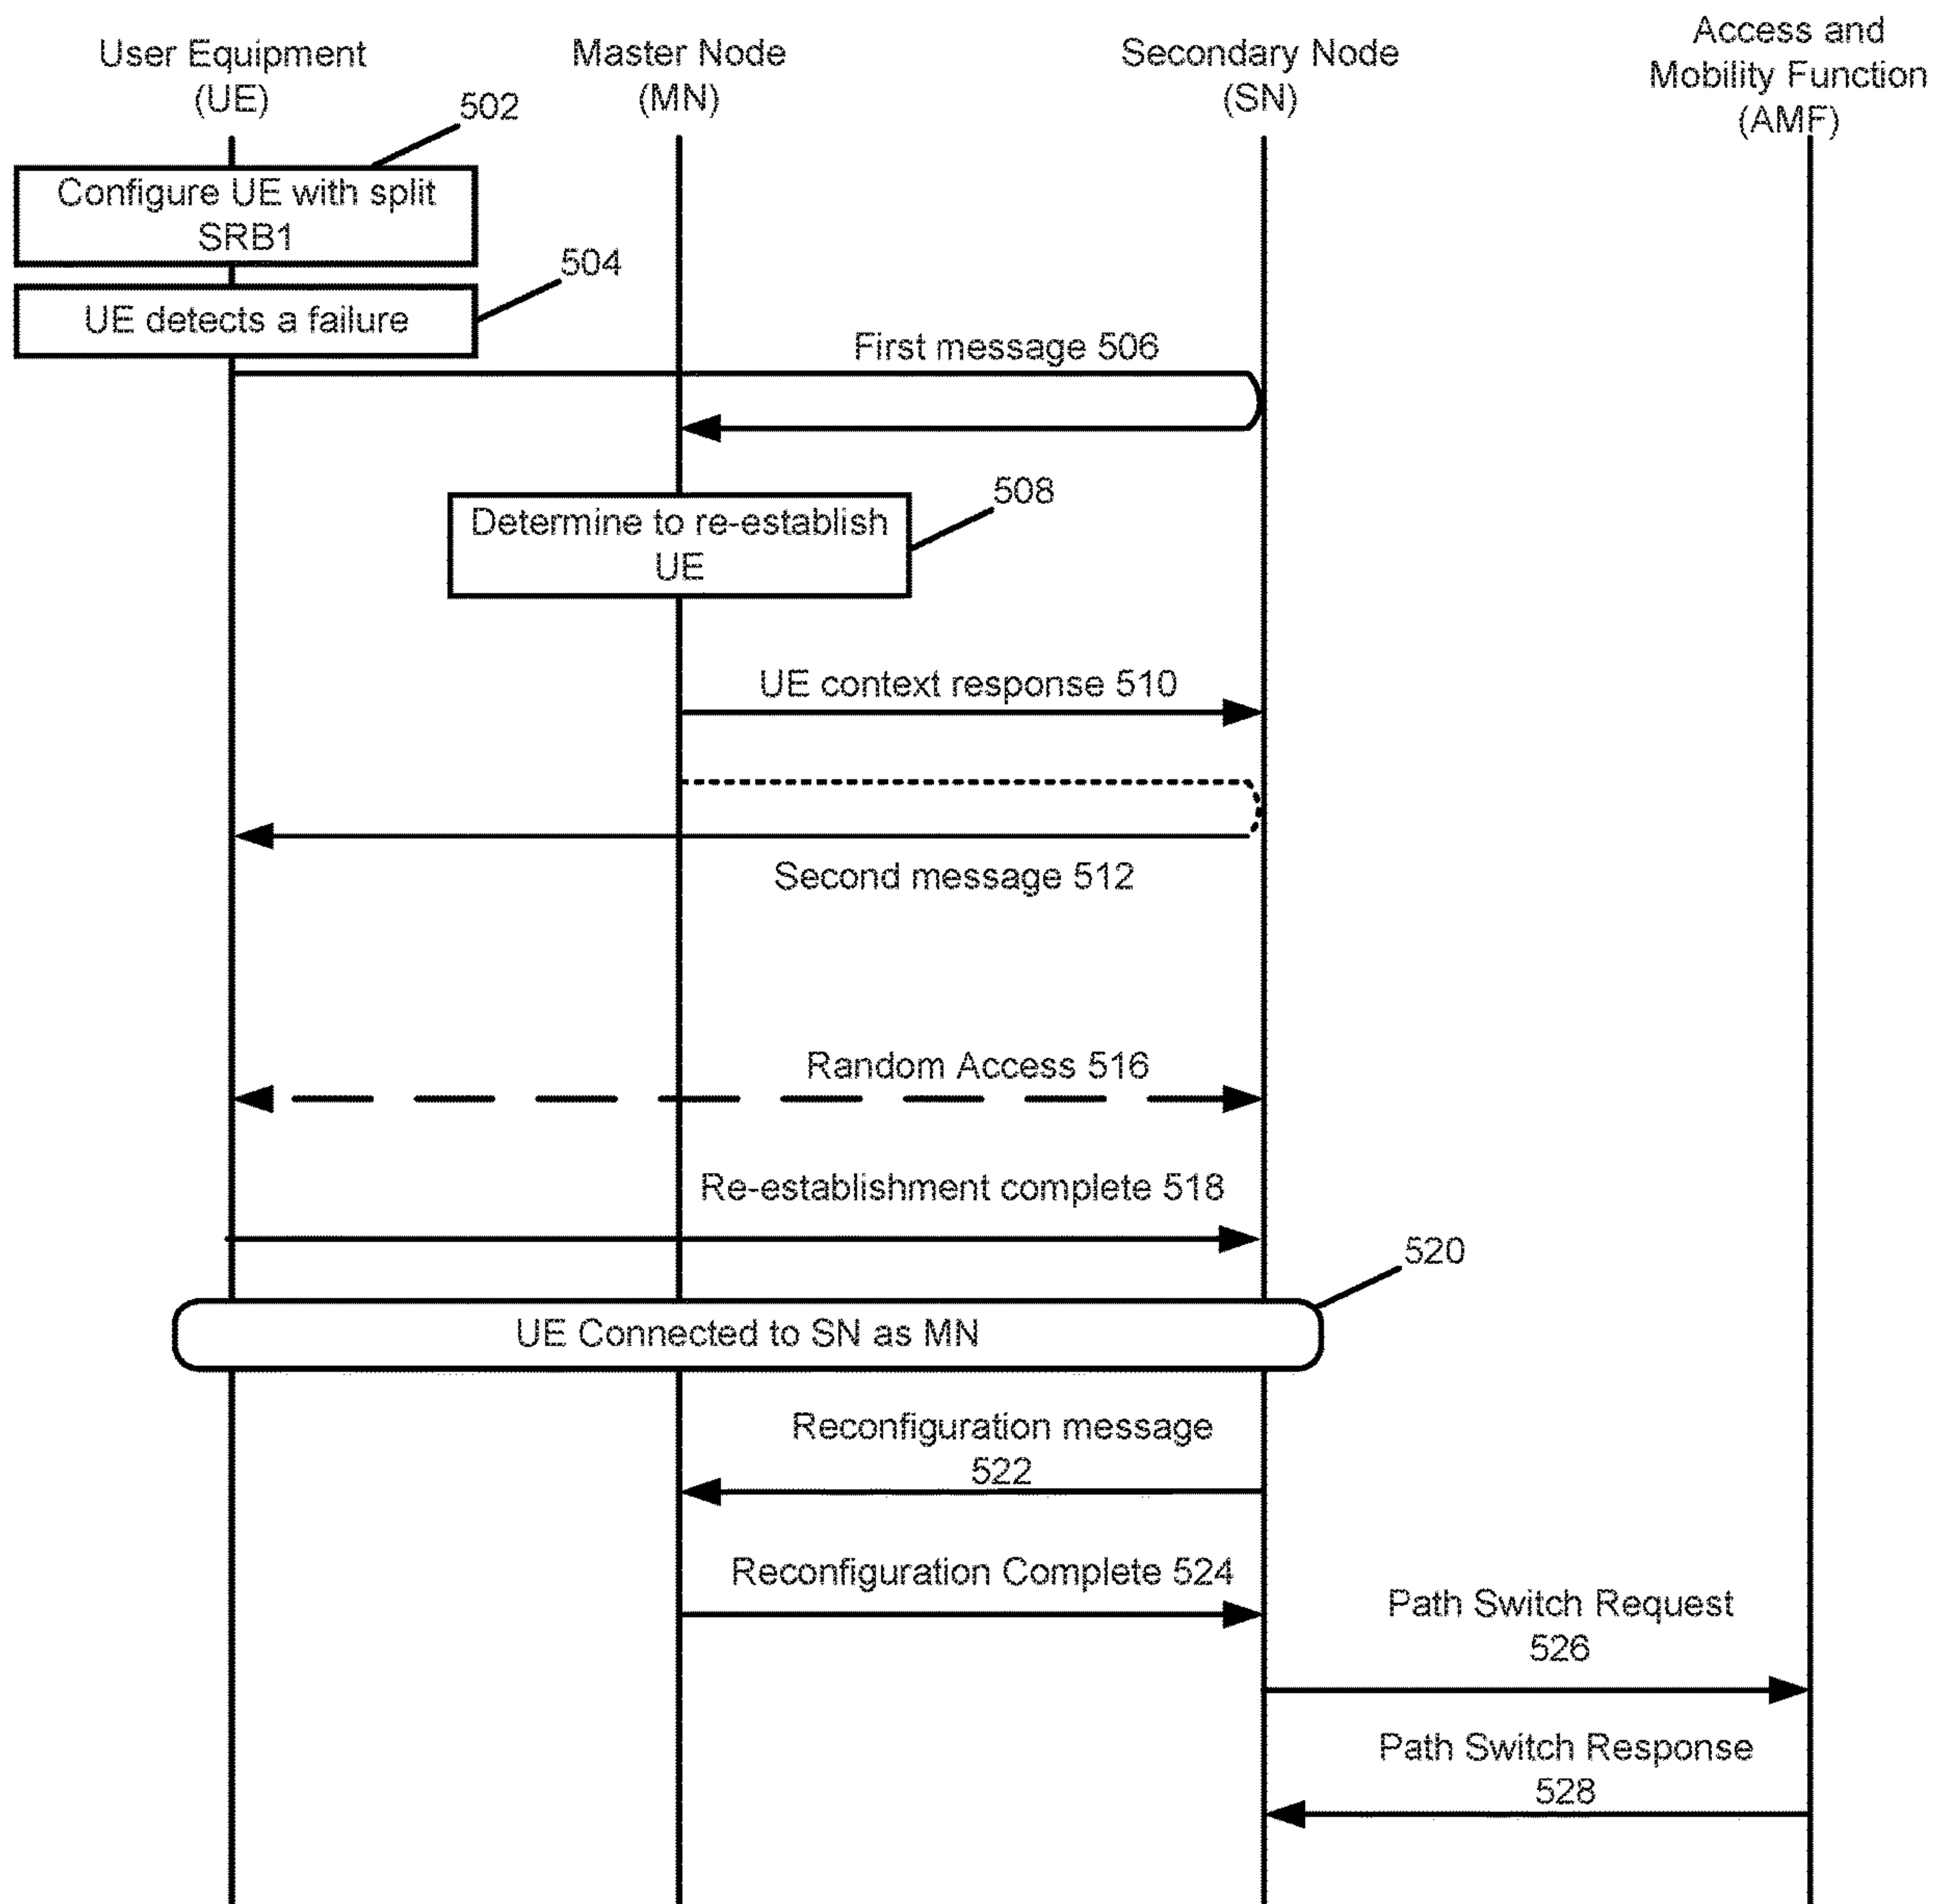 User Equipment
(UE)
Master Node
(MN)
Secondary Node
(SN)
Access and
Mobility Function
(AMF)
502
Configure UE with split
SRB1
504
UE detects a failure
First message 506
508
Determine to re-establish
UE
UE context response 510
Second message 512
Random Access 516
Re-establishment complete 518
520
UE Connected to SN as MN
Reconfiguration message
522
Reconfiguration Complete 524
Path Switch Request
526
Path Switch Response
528